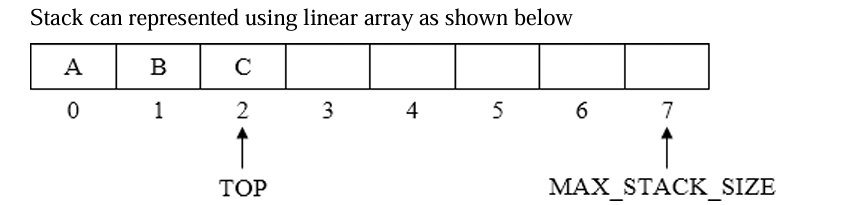 Stack can represented using linear array as shown below
A B C
0 1 2 3 4 5 6 7
TOP MAX_STACK_SIZE